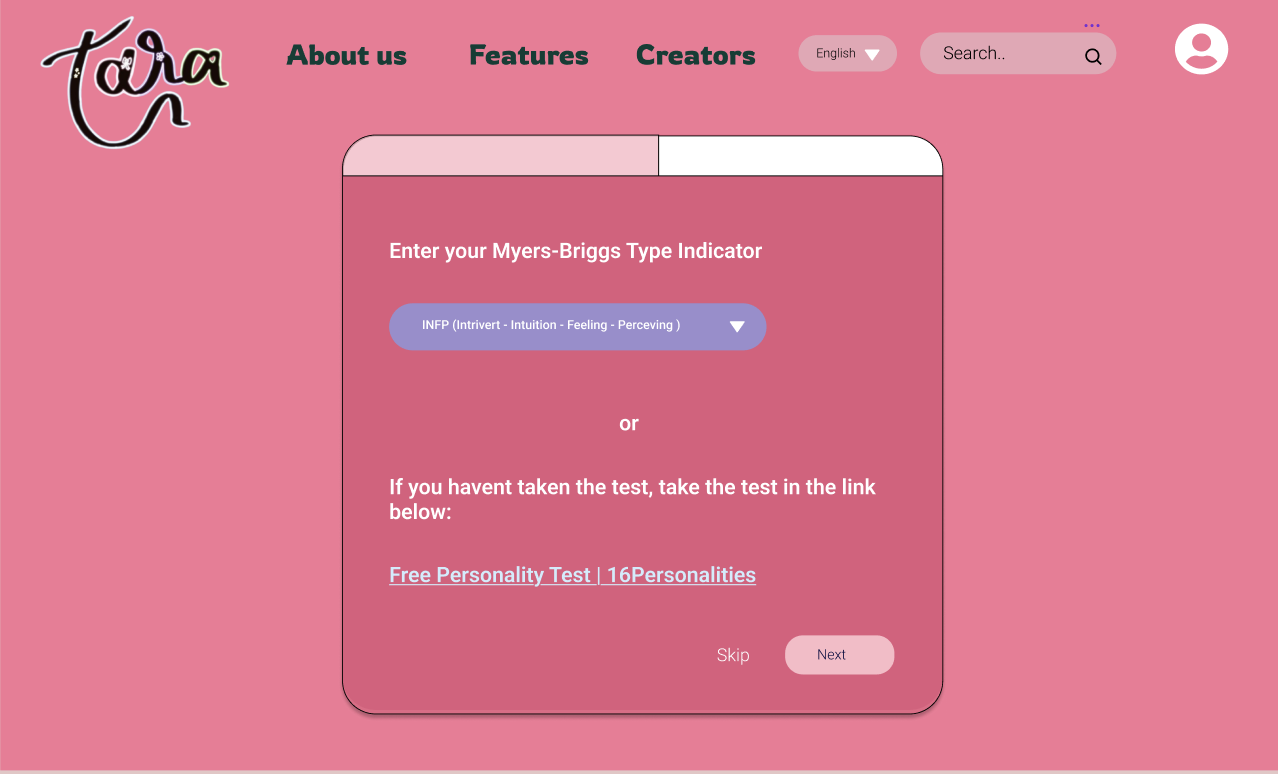 Tara
About us
Features
Creators
English
Search..
Enter your Myers-Briggs Type Indicator
INFP (Intrivert - Intuition - Feeling - Perceving )
or
If you havent taken the test, take the test in the link
below:
Free Personality Test | 16Personalities
Skip
Next